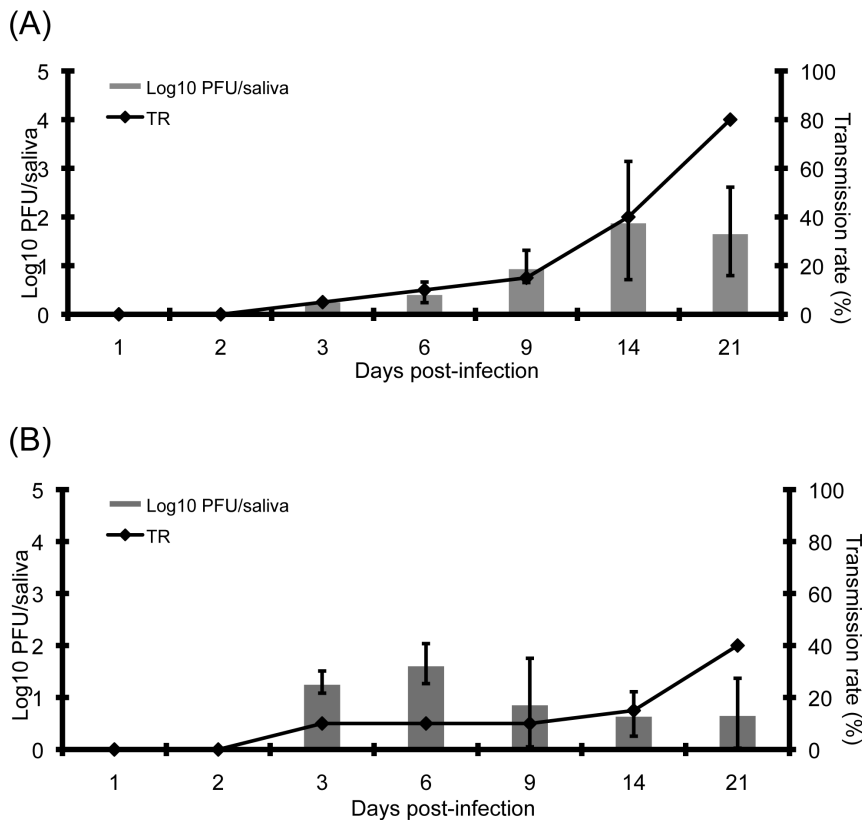 (A)
5
4
3
2
1
0
Log10 PFU/saliva
Log10 PFU/saliva
TR
100
80
60
40
20
0
Transmission rate (%)
1 2 3 6 9 14 21
Days post-infection
(B)
5
4
3
2
1
0
Log10 PFU/saliva
Log10 PFU/saliva
TR
100
80
60
40
20
0
Transmission rate (%)
1 2 3 6 9 14 21
Days post-infection